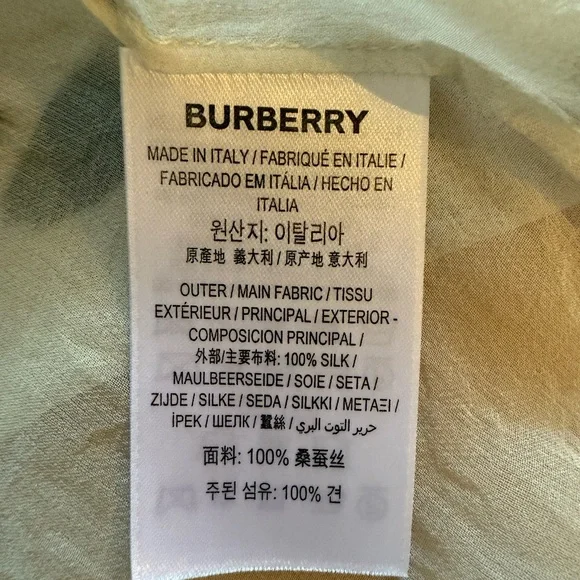 BURBERRY
MADE IN ITALY / FABRIQUÉ EN ITALIE /
FABRICADO EM ITÁLIA / HECHO EN
ITALIA
원산지: 이탈리아
原產地 義大利 / 原产地 意大利
OUTER / MAIN FABRIC / TISSU
EXTÉRIEUR / PRINCIPAL / EXTERIOR -
COMPOSICION PRINCIPAL /
外部/主要布料: 100% SILK /
MAULBEERSEIDE / SOIE / SETA /
ZIJDE / SILKE / SEDA / SILKKI / ΜΕΤΑΞΙ /
İPEK / ШЕЛК / 蠶絲 / حرير التوت البري
面料: 100% 桑蚕丝
주된 섬유: 100% 견